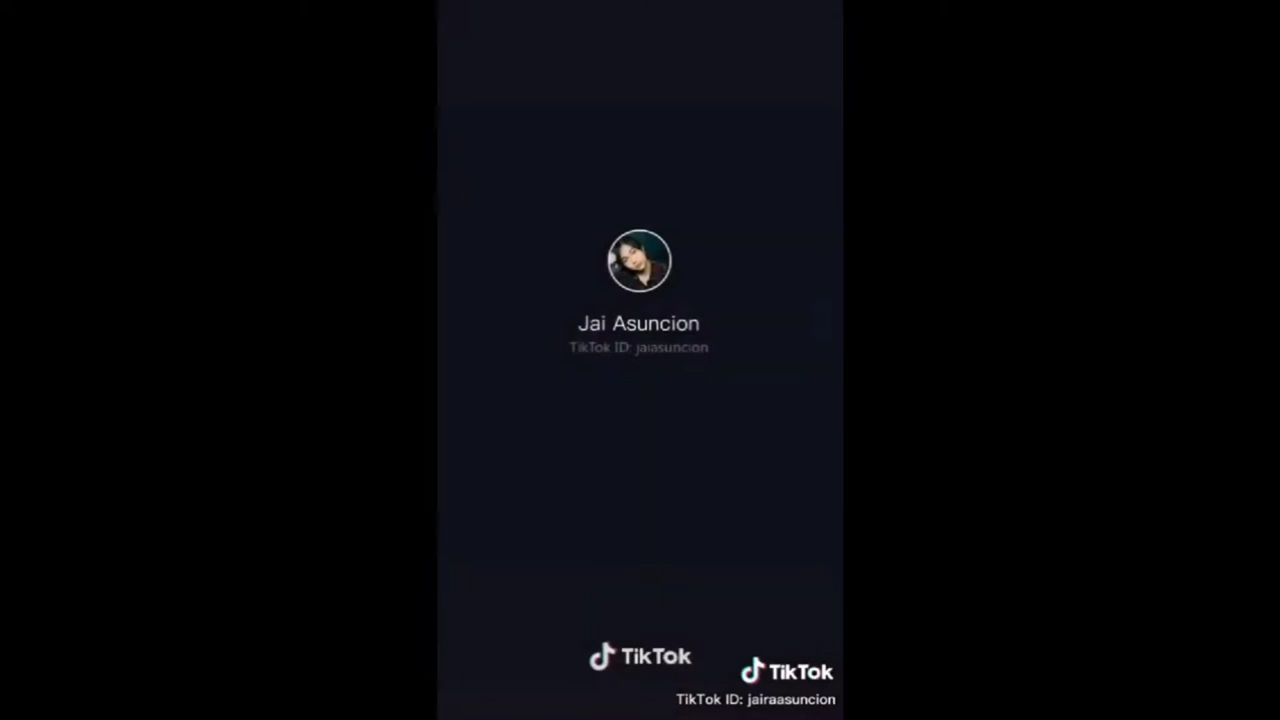 Jai Asuncion
TikTok ID: jaiasuncion
TikTok
TikTok
TikTok ID: jairaasuncion